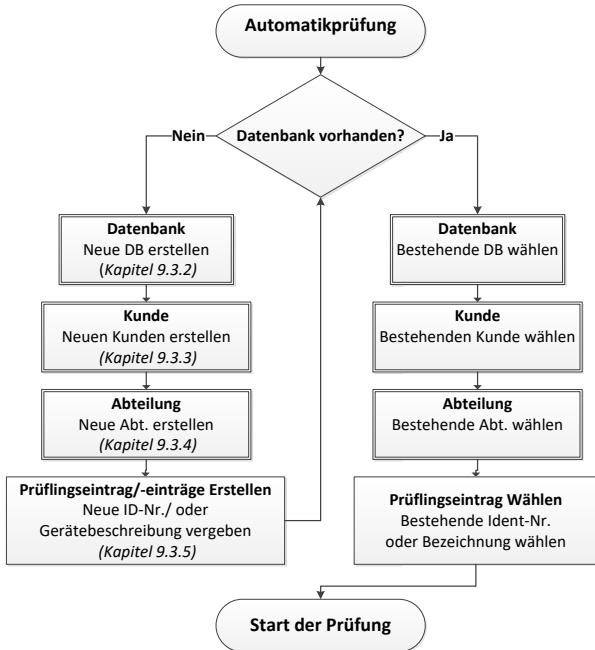 Automatikprüfung
Datenbank vorhanden?
Nein
Ja
Datenbank
Neue DB erstellen
(Kapitel 9.3.2)
Kunde
Neuen Kunden erstellen
(Kapitel 9.3.3)
Abteilung
Neue Abt. erstellen
(Kapitel 9.3.4)
Prüflingseintrag/-einträge Erstellen
Neue ID-Nr./ oder
Gerätebeschreibung vergeben
(Kapitel 9.3.5)
Datenbank
Bestehende DB wählen
Kunde
Bestehenden Kunde wählen
Abteilung
Bestehende Abt. wählen
Prüflingseintrag Wählen
Bestehende Ident-Nr.
oder Bezeichnung wählen
Start der Prüfung